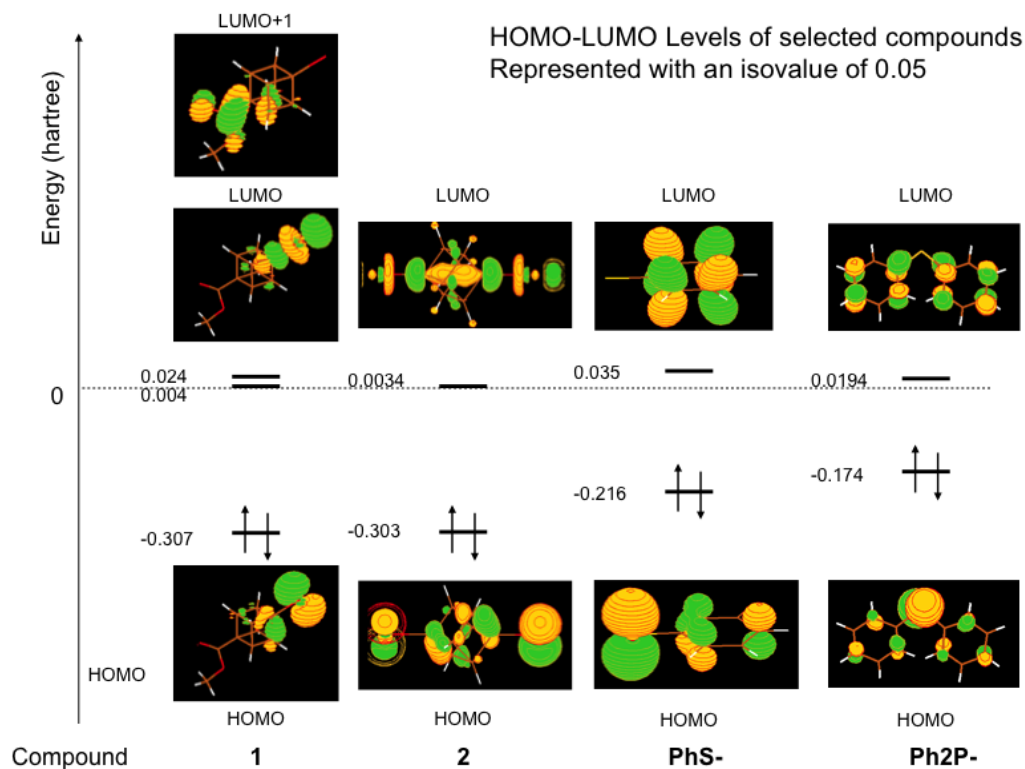 LUMO+1
HOMO-LUMO Levels of selected compounds
Represented with an isovalue of 0.05
Energy (hartree)
LUMO
LUMO
LUMO
LUMO
0.024
0.004
0.0034
0.035
0.0194
0
-0.307
-0.303
-0.216
-0.174
HOMO
HOMO
HOMO
HOMO
HOMO
Compound
1
2
PhS-
Ph2P-